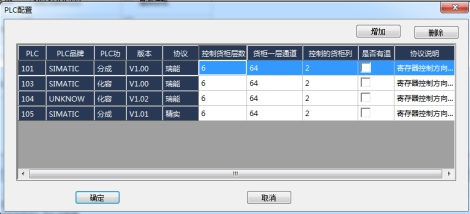 PLC配置
增加
删除
PLC PLC品牌 PLC功 版本 协议 控制货柜层数 货柜一层通道 控制的货柜列 是否有温 协议说明
101 SIMATIC 分成 V1.00 瑞能 6 64 2 寄存器控制方向...
103 SIMATIC 化容 V1.00 瑞能 6 64 2 寄存器控制方向...
104 UNKNOW 化容 V1.02 瑞能 6 64 2 寄存器控制方向...
105 SIMATIC 分成 V1.01 精实 6 64 2 寄存器控制方向...
确定
取消